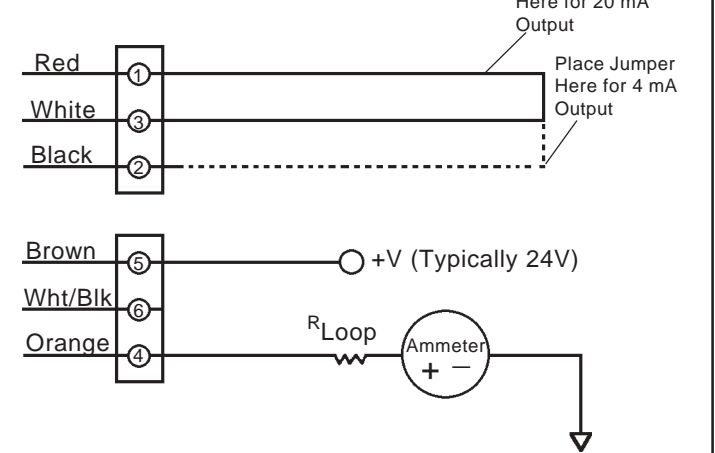 Here for 20 mA
Output
Place Jumper
Here for 4 mA
Output
Red
1
White
3
Black
2
Brown
5
+V (Typically 24V)
Wht/Blk
6
Orange
4
RLoop
Ammeter
+ −